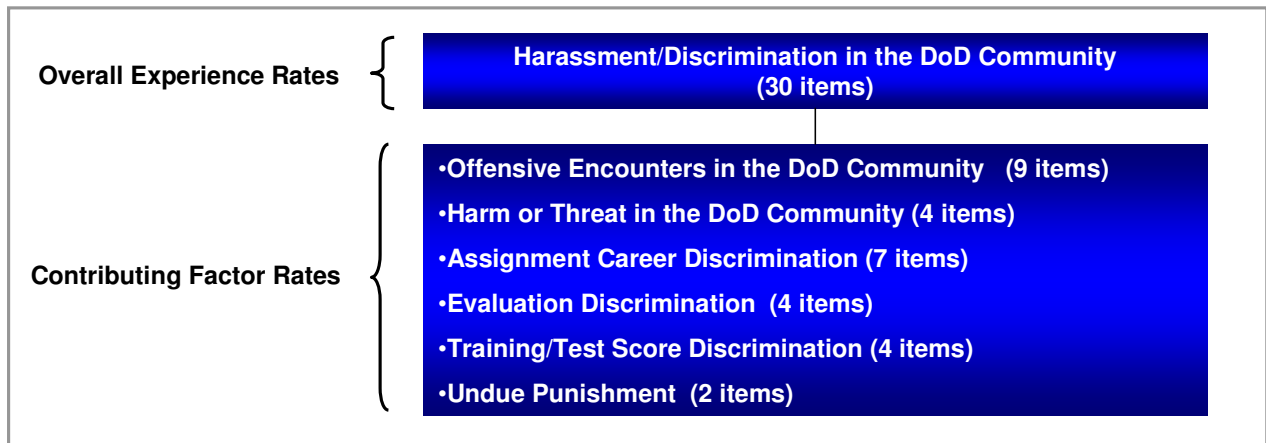 Overall Experience Rates
Harassment/Discrimination in the DoD Community
(30 items)
Contributing Factor Rates
•Offensive Encounters in the DoD Community (9 items)
•Harm or Threat in the DoD Community (4 items)
•Assignment Career Discrimination (7 items)
•Evaluation Discrimination (4 items)
•Training/Test Score Discrimination (4 items)
•Undue Punishment (2 items)